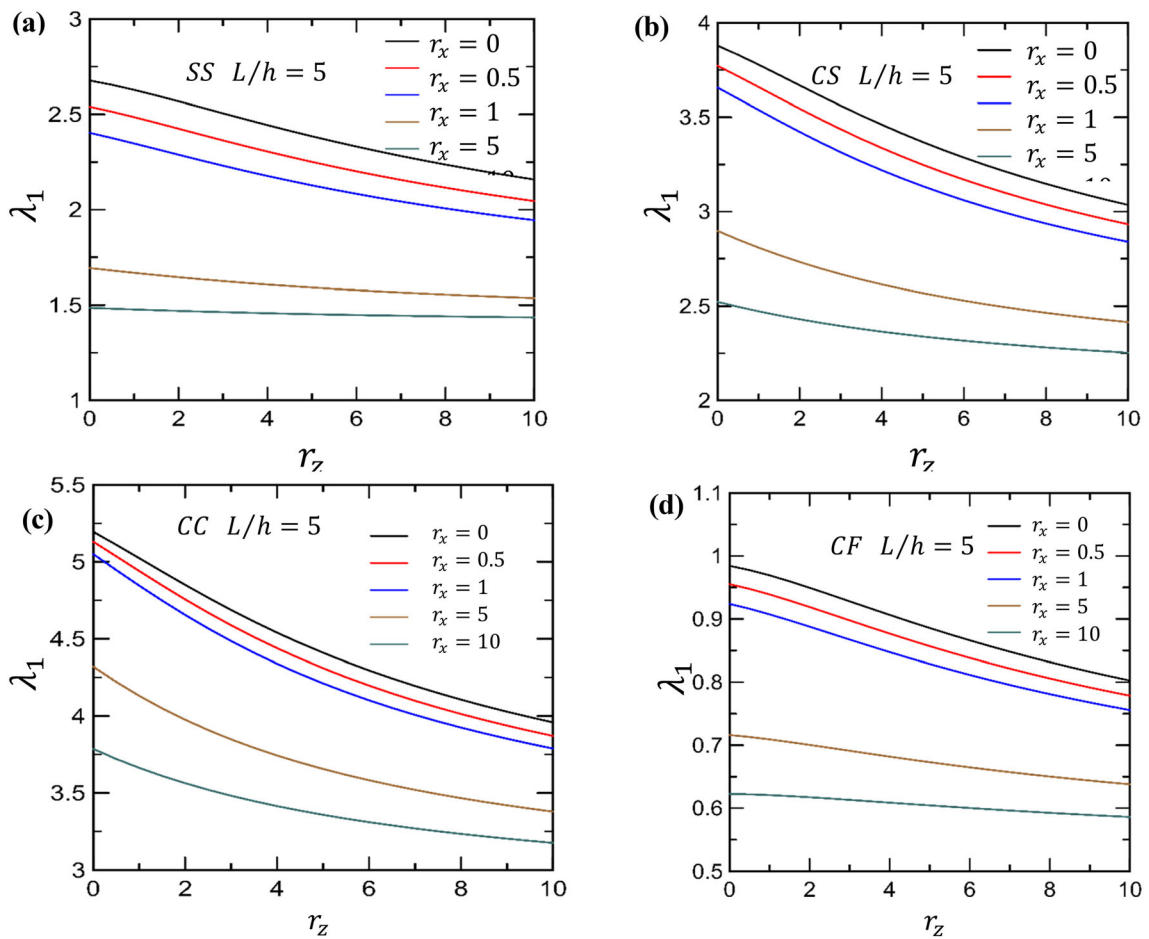 (a)
SS L/h = 5
r_x = 0
r_x = 0.5
r_x = 1
r_x = 5
3
2.5
2
1.5
1
λ_1
0 2 4 6 8 10
r_z
(b)
CS L/h = 5
r_x = 0
r_x = 0.5
r_x = 1
r_x = 5
4
3.5
3
2.5
2
λ_1
0 2 4 6 8 10
r_z
(c)
CC L/h = 5
r_x = 0
r_x = 0.5
r_x = 1
r_x = 5
r_x = 10
5.5
5
4.5
4
3.5
3
λ_1
0 2 4 6 8 10
r_z
(d)
CF L/h = 5
r_x = 0
r_x = 0.5
r_x = 1
r_x = 5
r_x = 10
1.1
1
0.9
0.8
0.7
0.6
0.5
λ_1
0 2 4 6 8 10
r_z